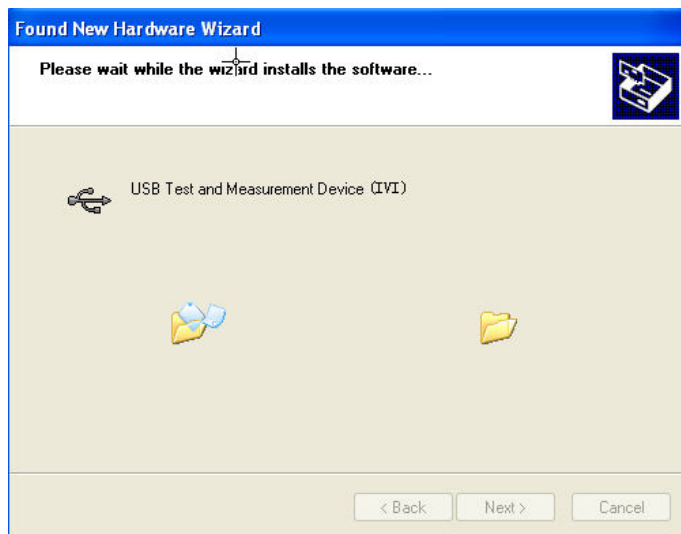 Found New Hardware Wizard
Please wait while the wizard installs the software...
USB Test and Measurement Device (IVI)
< Back
Next >
Cancel